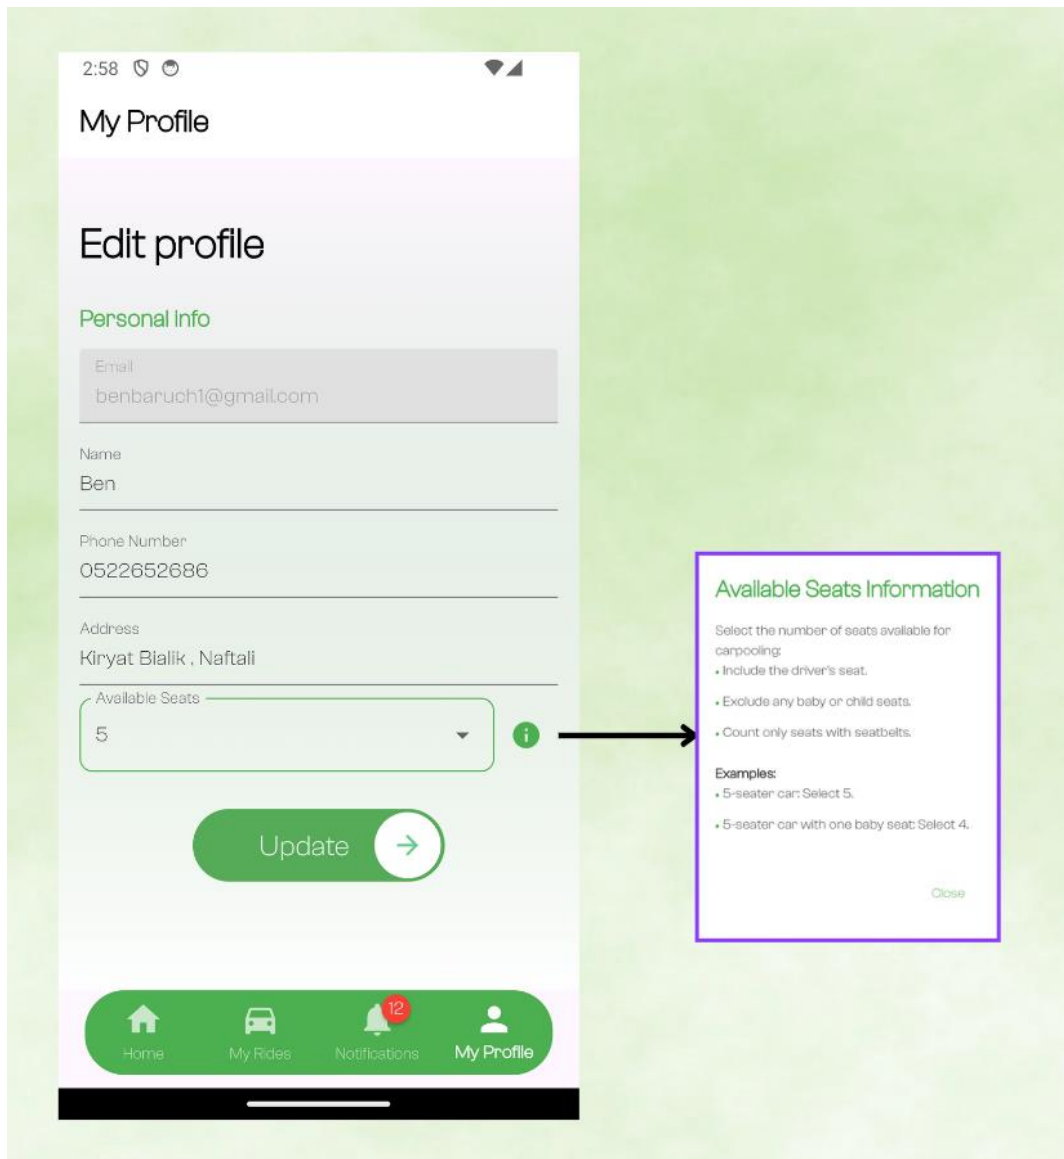 2:58
My Profile
Edit profile
Personal info
Email
benbaruch1@gmail.com
Name
Ben
Phone Number
0522652686
Address
Kiryat Bialik , Naftali
Available Seats
5
i
Update
12
Home
My Rides
Notifications
My Profile
Available Seats Information
Select the number of seats available for
carpooling:
• Include the driver's seat.
• Exclude any baby or child seats.
• Count only seats with seatbelts.
Examples:
• 5-seater car: Select 5.
• 5-seater car with one baby seat: Select 4.
Close